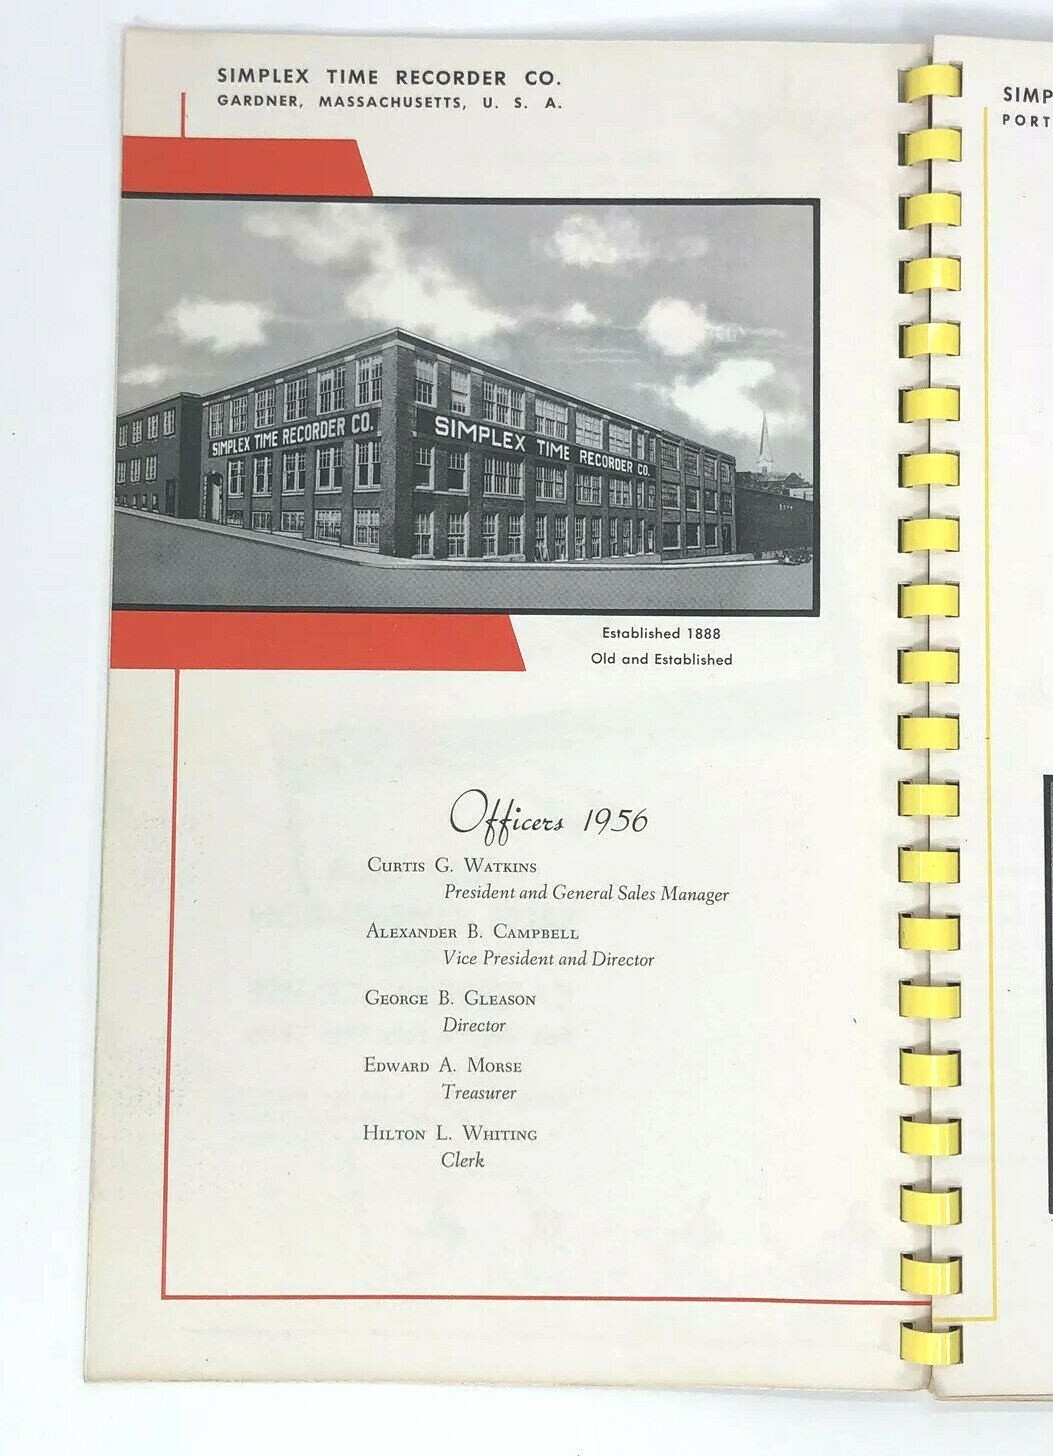 SIMPLEX TIME RECORDER CO.
GARDNER, MASSACHUSETTS, U. S. A.
SIMPLEX TIME RECORDER CO.
SIMPLEX TIME RECORDER CO.
Established 1888
Old and Established
Officers 1956
CURTIS G. WATKINS
President and General Sales Manager
ALEXANDER B. CAMPBELL
Vice President and Director
GEORGE B. GLEASON
Director
EDWARD A. MORSE
Treasurer
HILTON L. WHITING
Clerk
SIMP
PORT